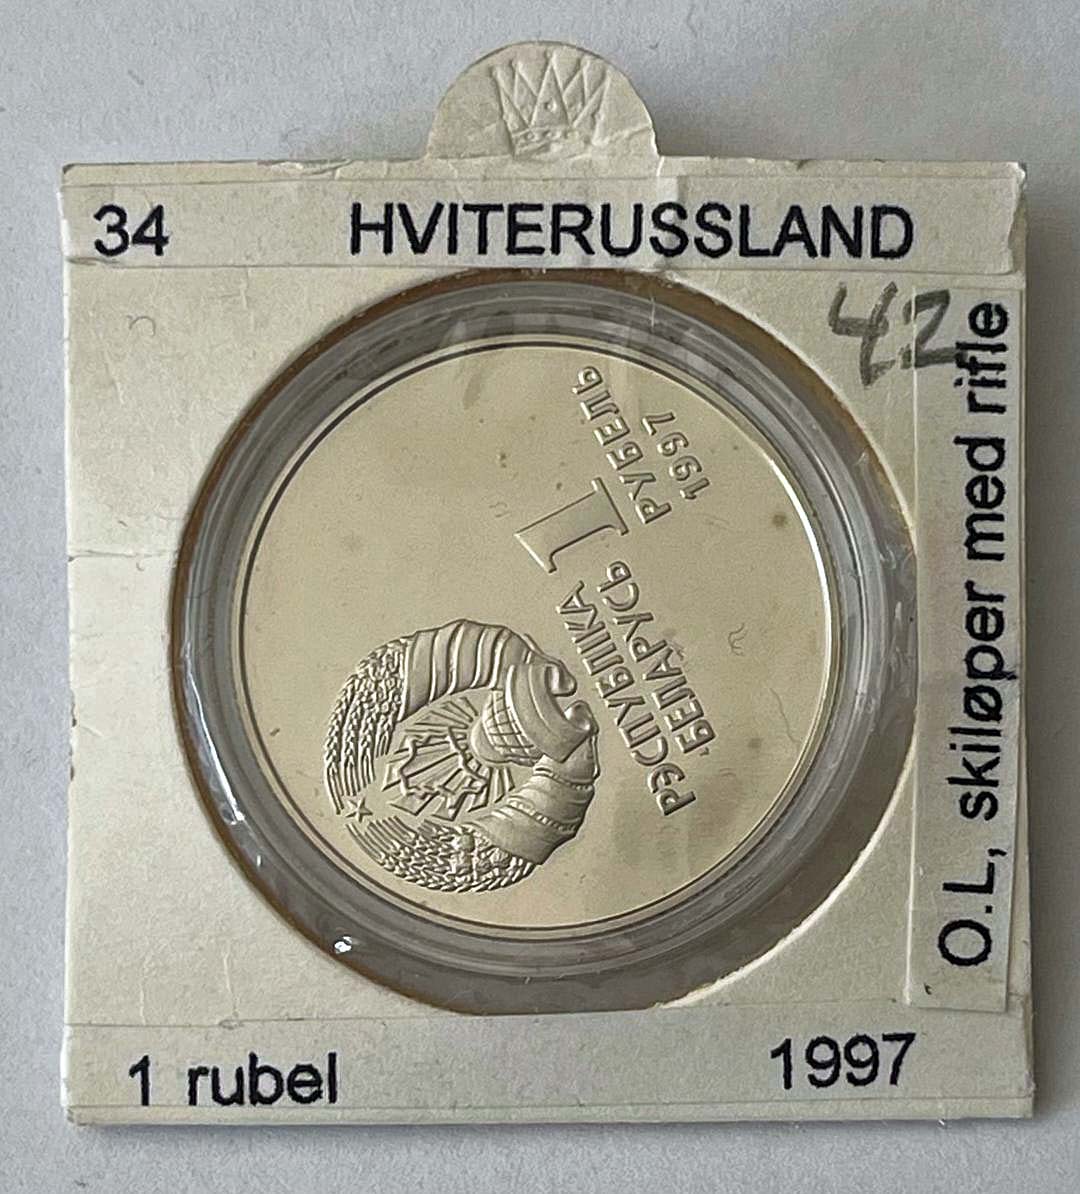 34 HVITERUSSLAND
42
O.L, skiløper med rifle
РЭСПУБЛІКА
БЕЛАРУСЬ
1
РУБЕЛЬ
1997
1 rubel 1997